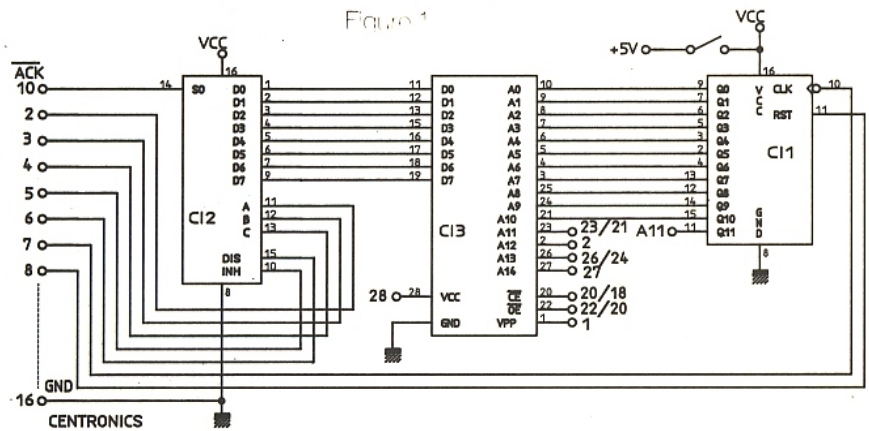 Figure 1
VCC
VCC
+5V
ACK
10
14
S0
16
D0
1
11
D0
A0
10
9
Q0
16
VCC
CLK
10
2
D1
2
12
D1
A1
9
7
Q1
RST
11
3
D2
3
13
D2
A2
8
6
Q2
D3
4
15
D3
A3
7
5
Q3
4
D4
5
16
D4
A4
6
3
Q4
D5
6
17
D5
A5
5
2
Q5
CI1
5
D6
7
18
D6
A6
4
4
Q6
D7
9
19
D7
A7
3
13
Q7
A8
25
12
Q8
6
A
11
A9
24
14
Q9
CI2
B
12
A10
21
15
Q10
GND
7
C
13
CI3
A11
23
23/21
A11
11
Q11
A12
2
2
8
8
DIS
15
A13
26
26/24
INH
10
A14
27
27
8
28
28
VCC
CE
20
20/18
OE
22
22/20
GND
VPP
1
1
GND
16
CENTRONICS